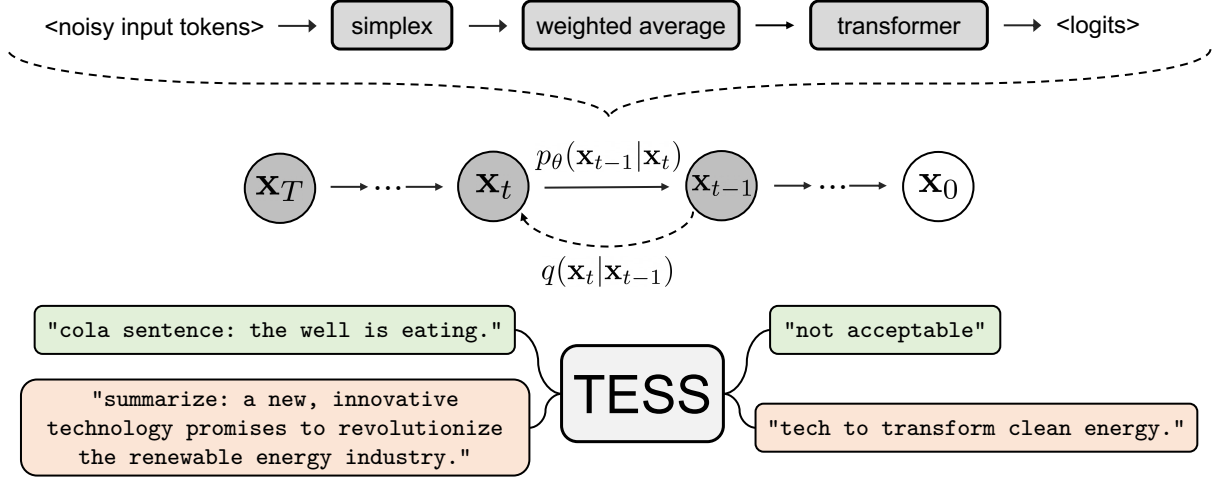 <noisy input tokens> simplex weighted average transformer <logits>
p_θ(x_{t-1}|x_t)
x_T ... x_t x_{t-1} ... x_0
q(x_t|x_{t-1})
"cola sentence: the well is eating."
"not acceptable"
TESS
"summarize: a new, innovative
technology promises to revolutionize
the renewable energy industry."
"tech to transform clean energy."